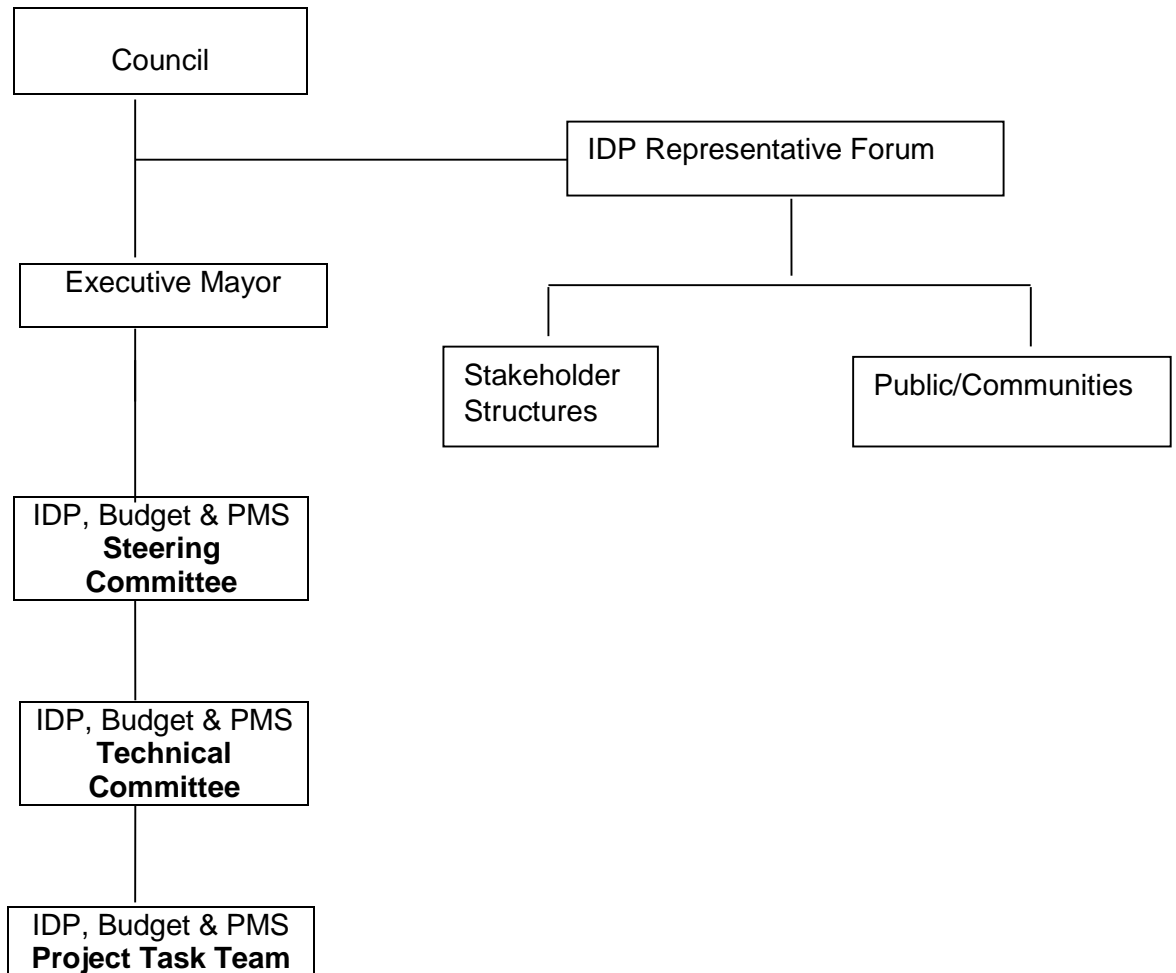 Council
IDP Representative Forum
Executive Mayor
Stakeholder
Structures
Public/Communities
IDP, Budget & PMS
Steering
Committee
IDP, Budget & PMS
Technical
Committee
IDP, Budget & PMS
Project Task Team